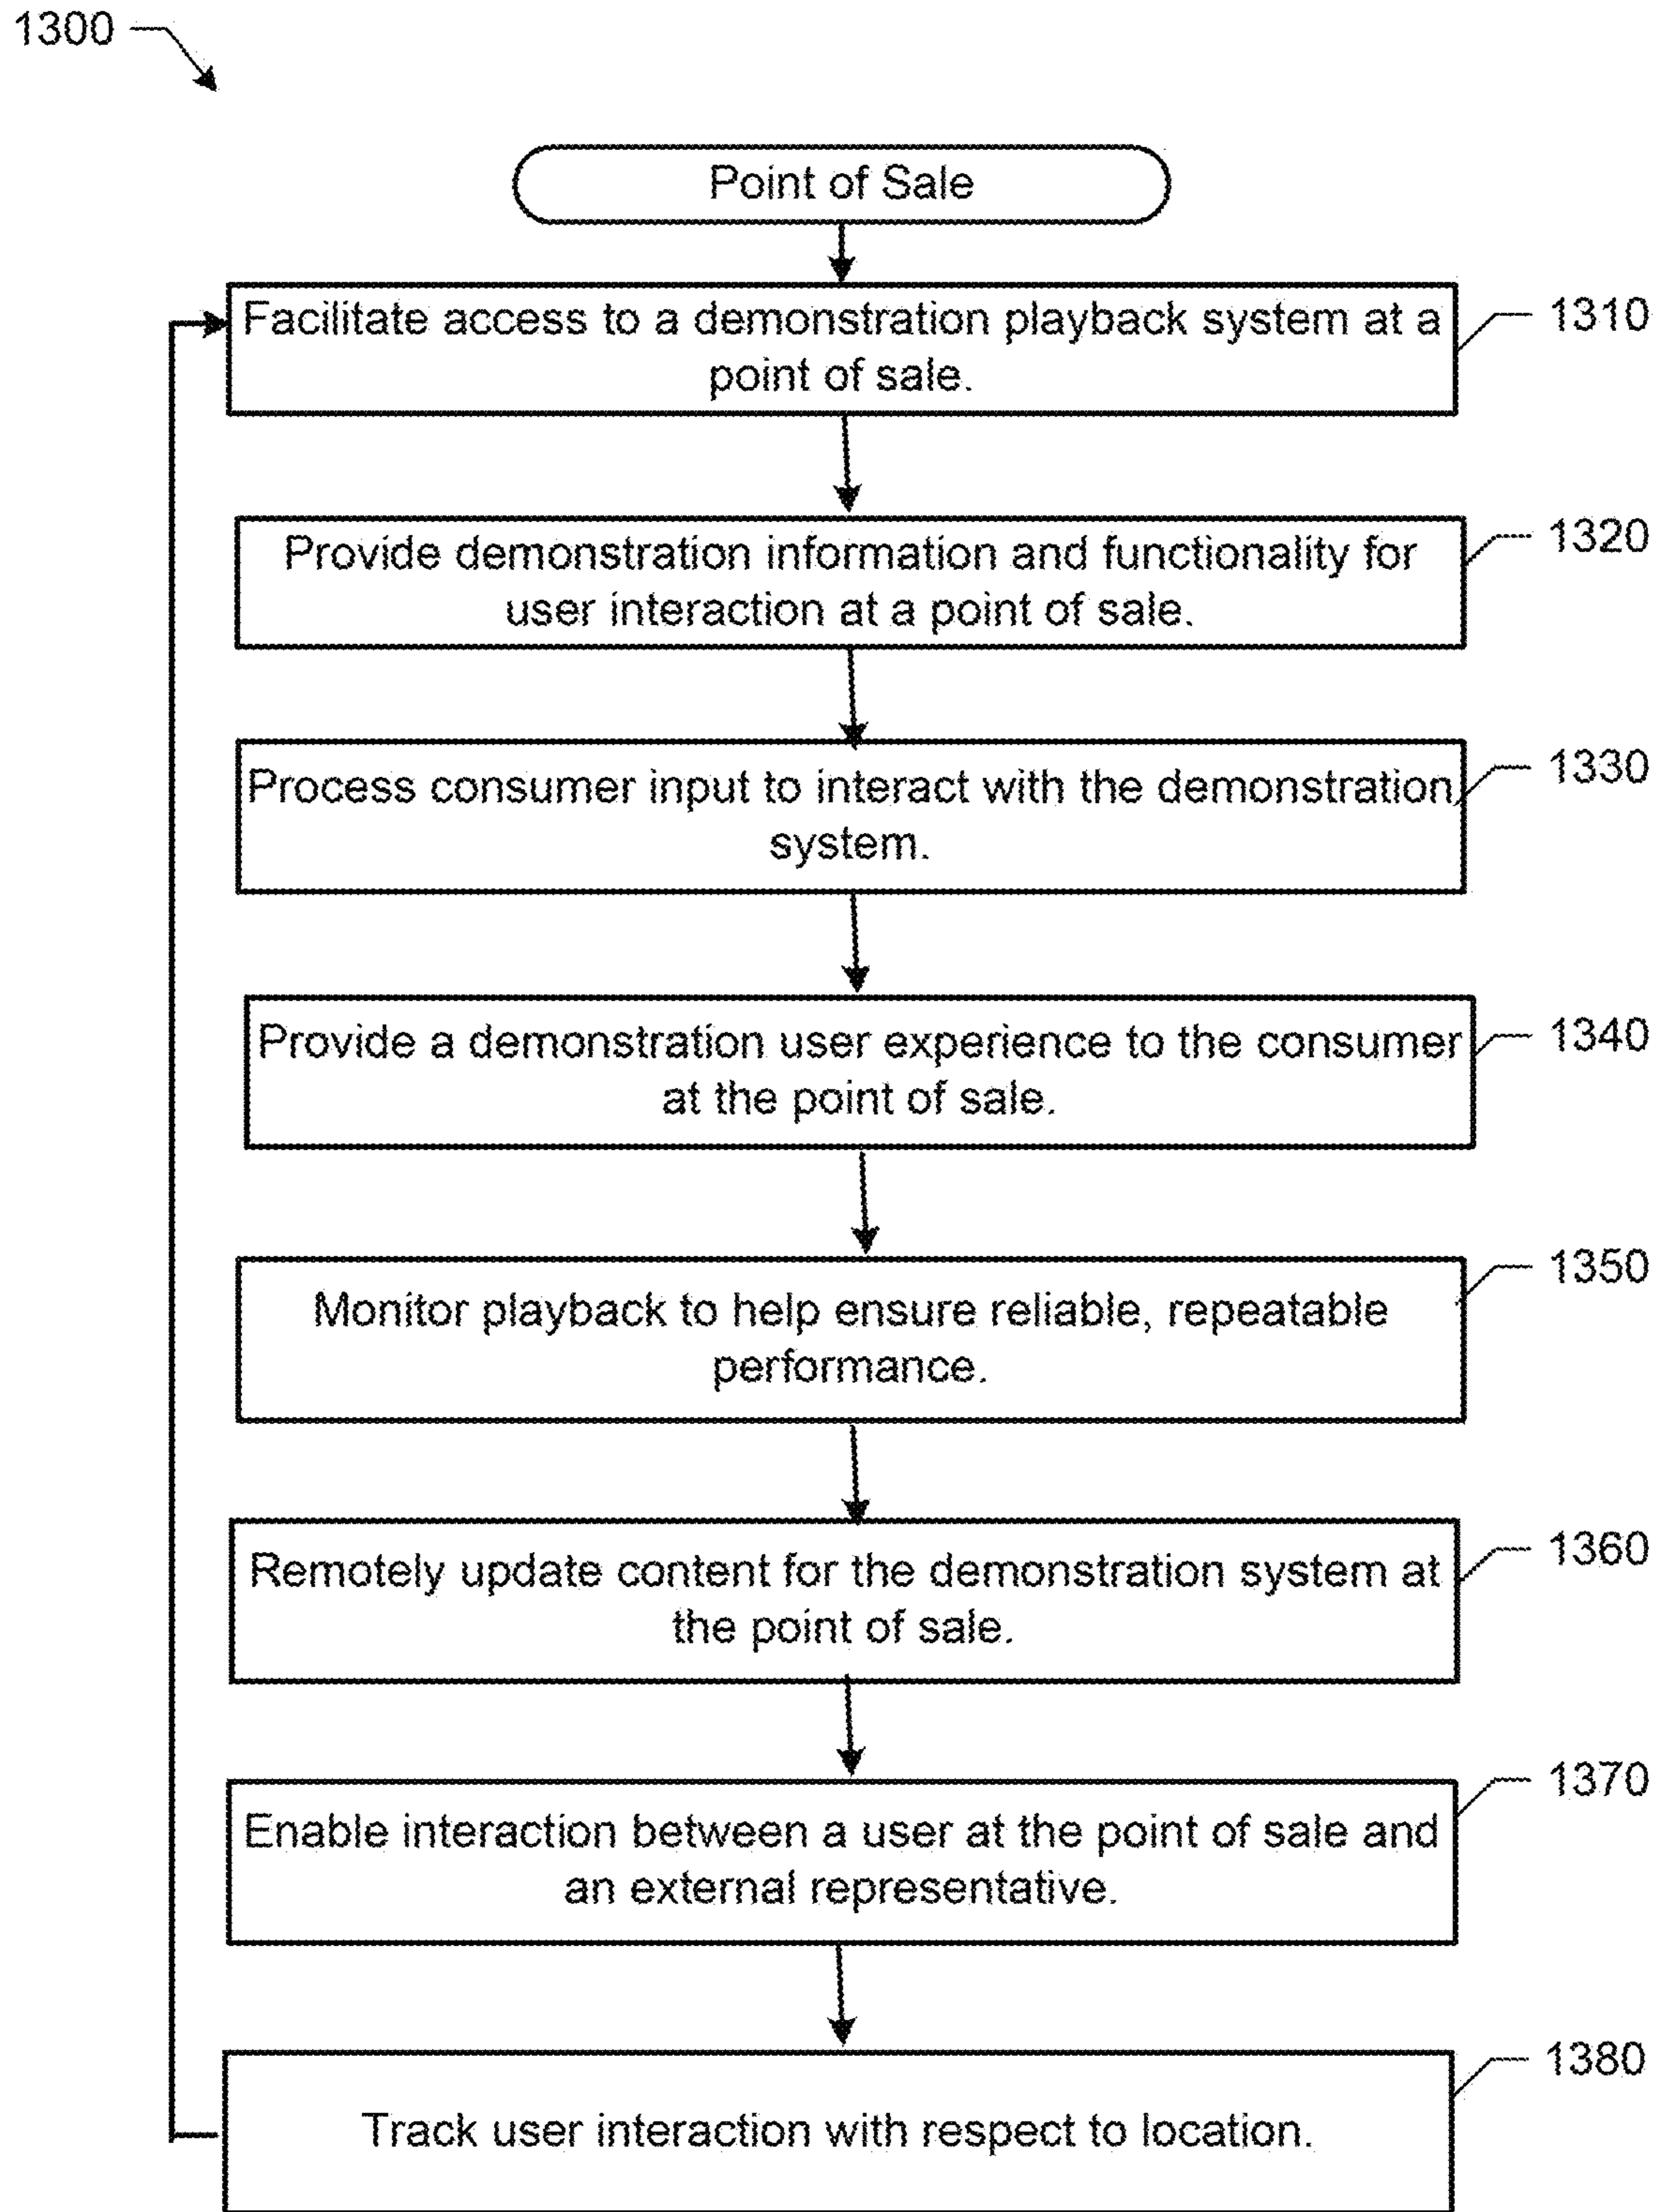 1300
Point of Sale
Facilitate access to a demonstration playback system at a
point of sale.
1310
Provide demonstration information and functionality for
user interaction at a point of sale.
1320
Process consumer input to interact with the demonstration
system.
1330
Provide a demonstration user experience to the consumer
at the point of sale.
1340
Monitor playback to help ensure reliable, repeatable
performance.
1350
Remotely update content for the demonstration system at
the point of sale.
1360
Enable interaction between a user at the point of sale and
an external representative.
1370
Track user interaction with respect to location.
1380